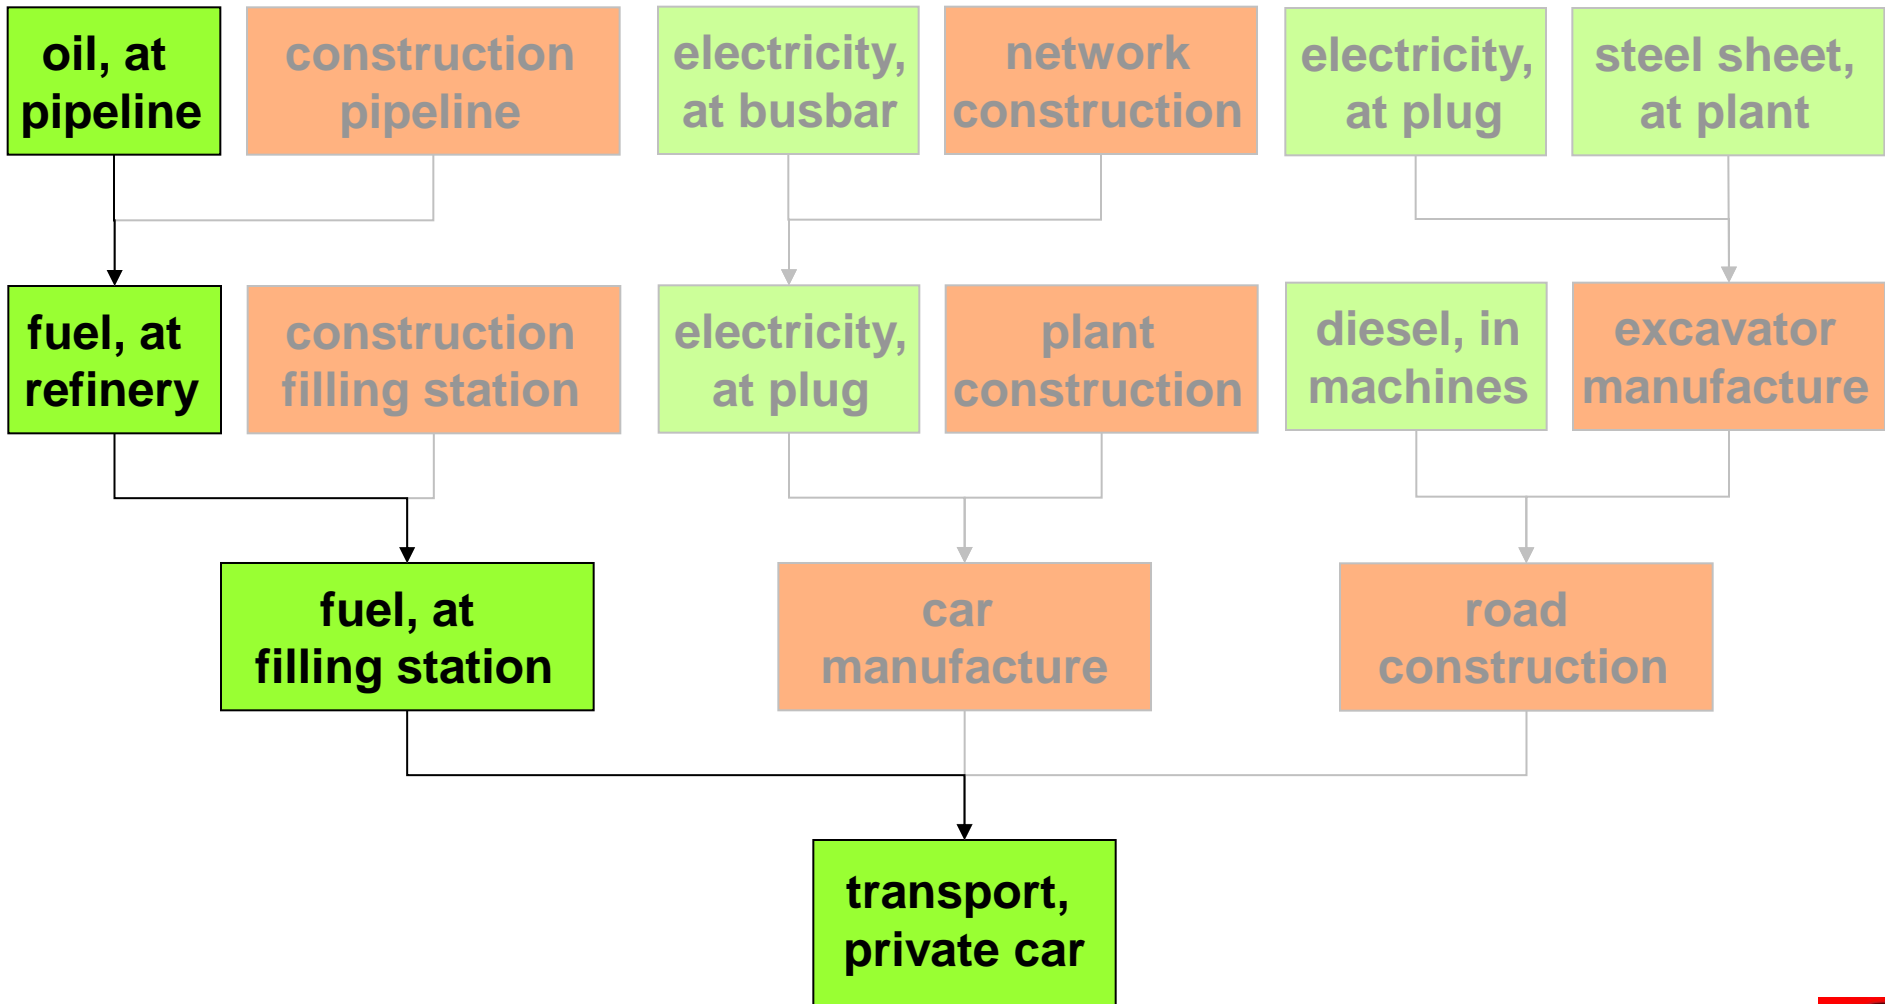 oil, at
pipeline
construction
pipeline
electricity,
at busbar
network
construction
electricity,
at plug
steel sheet,
at plant
fuel, at
refinery
construction
filling station
electricity,
at plug
plant
construction
diesel, in
machines
excavator
manufacture
fuel, at
filling station
car
manufacture
road
construction
transport,
private car